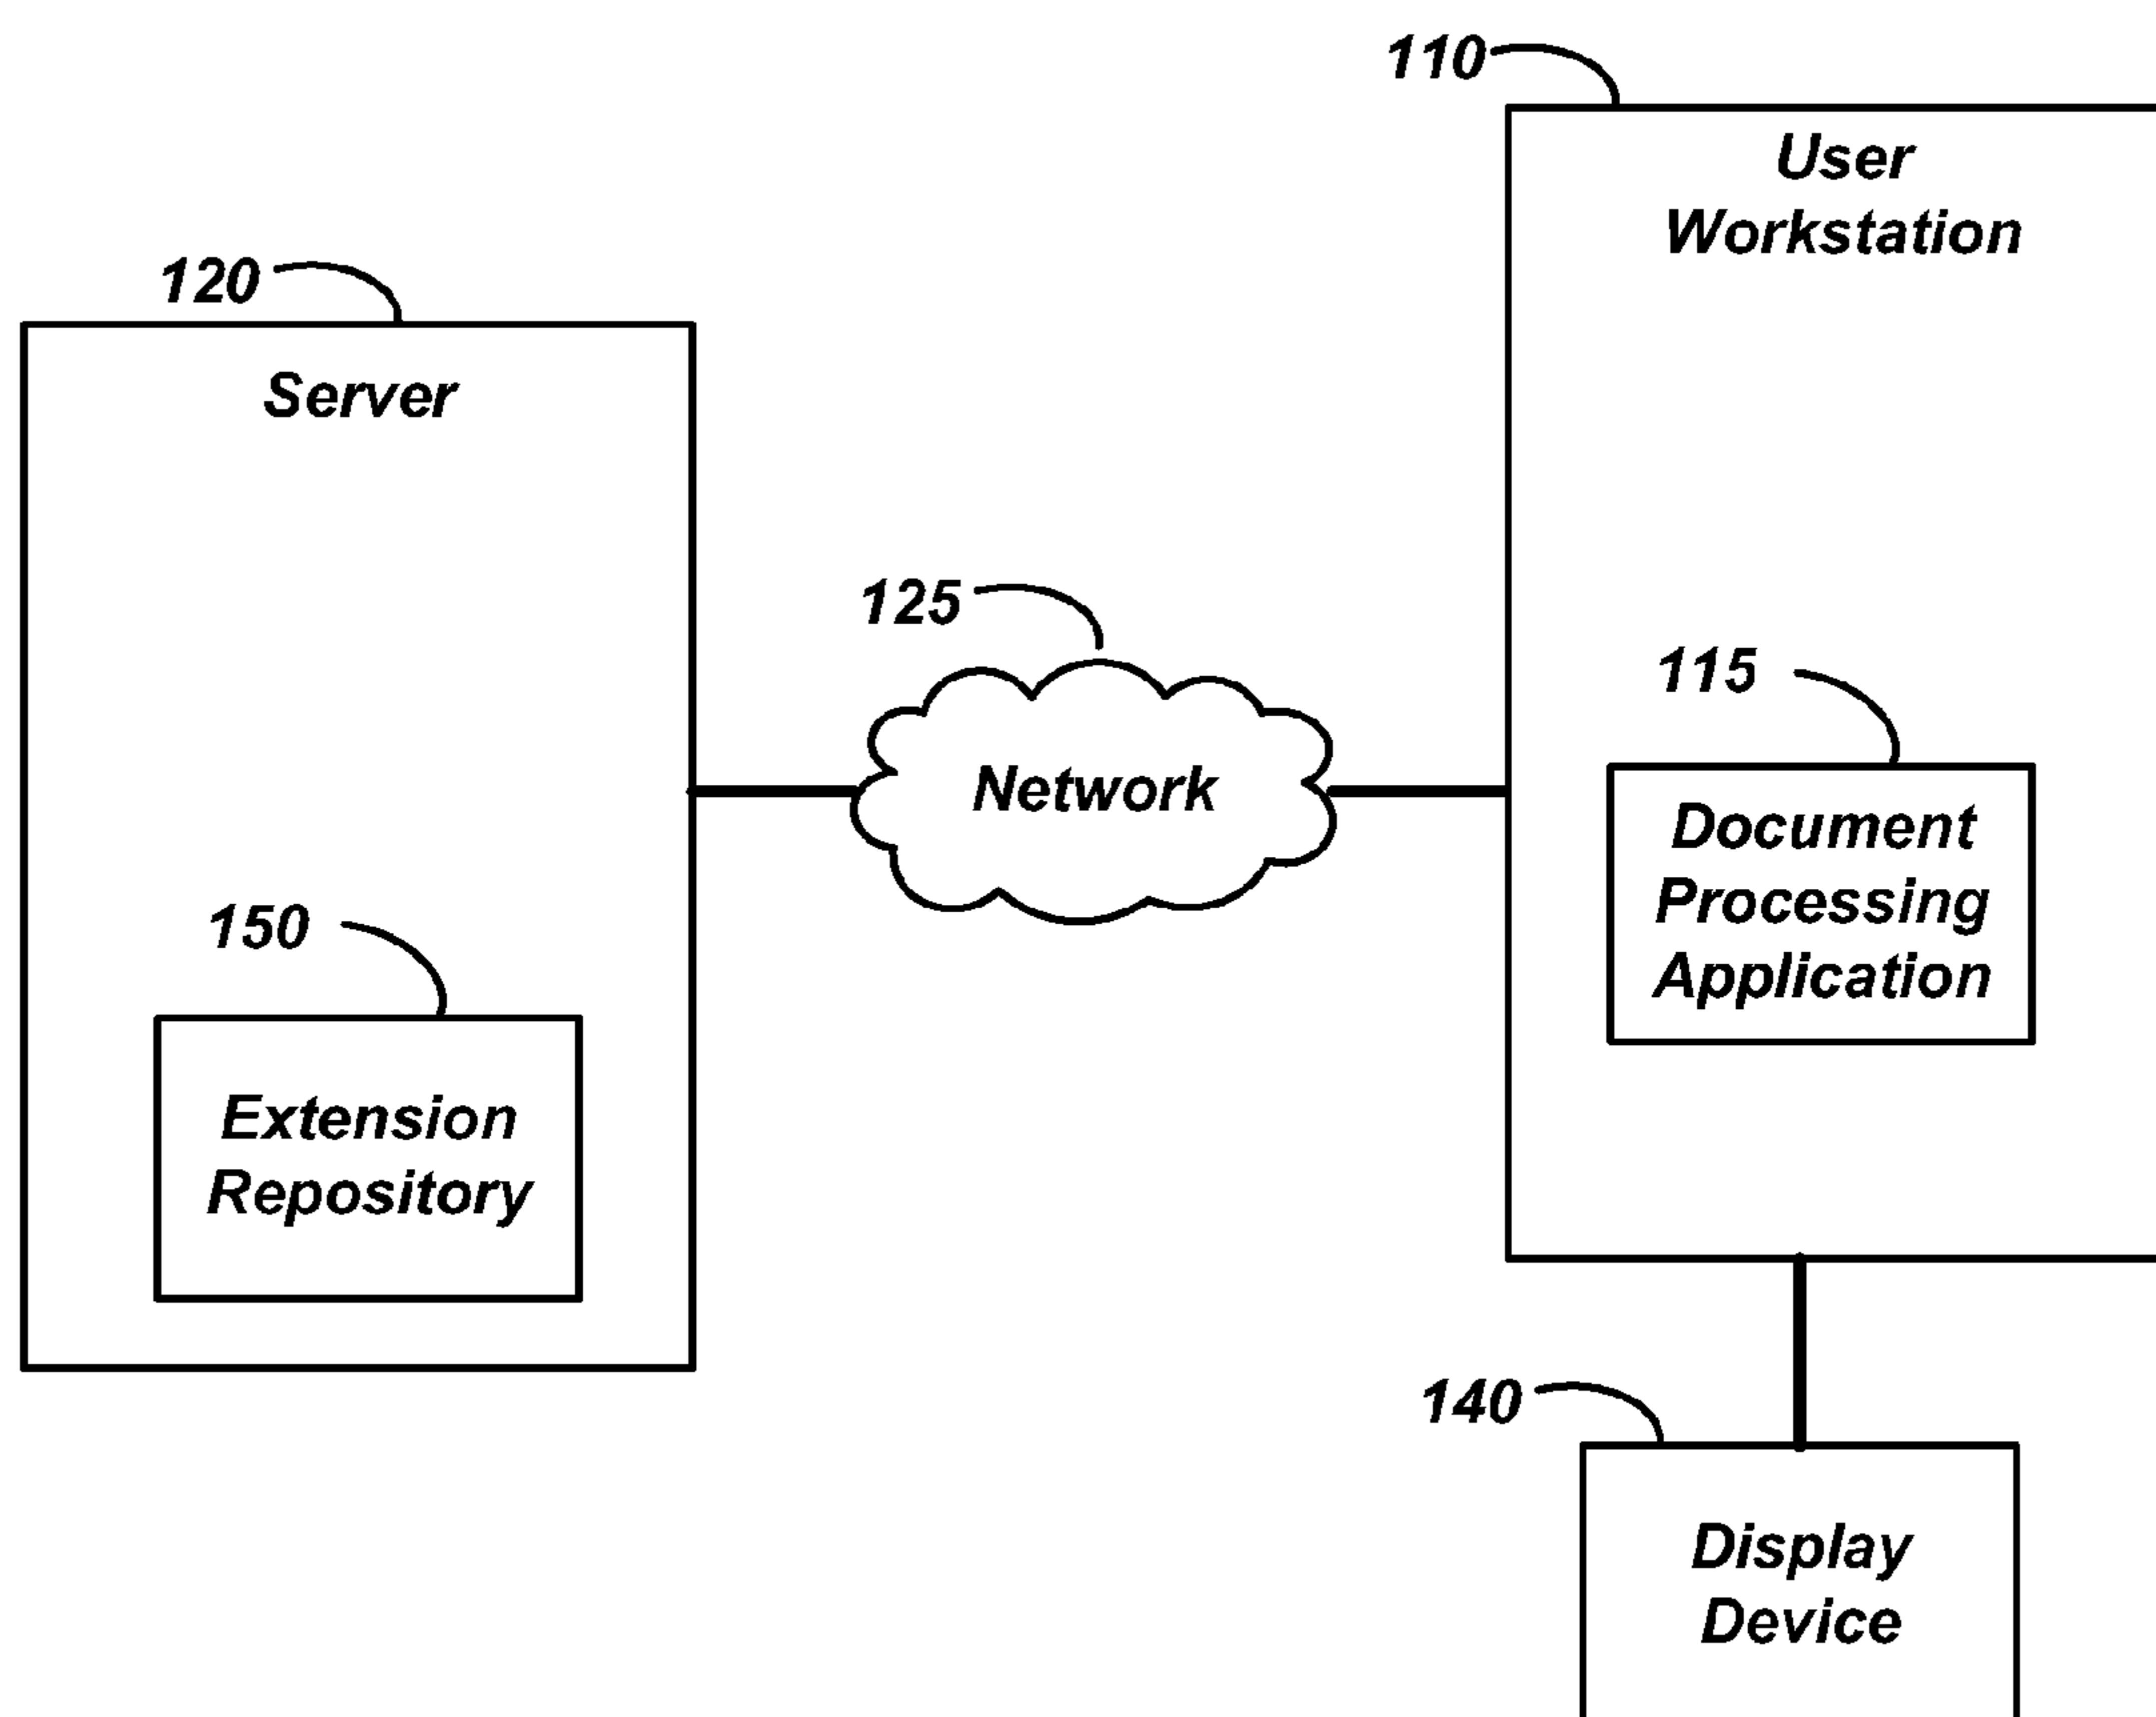 110
User
Workstation
120
Server
125
Network
115
Document
Processing
Application
150
Extension
Repository
140
Display
Device